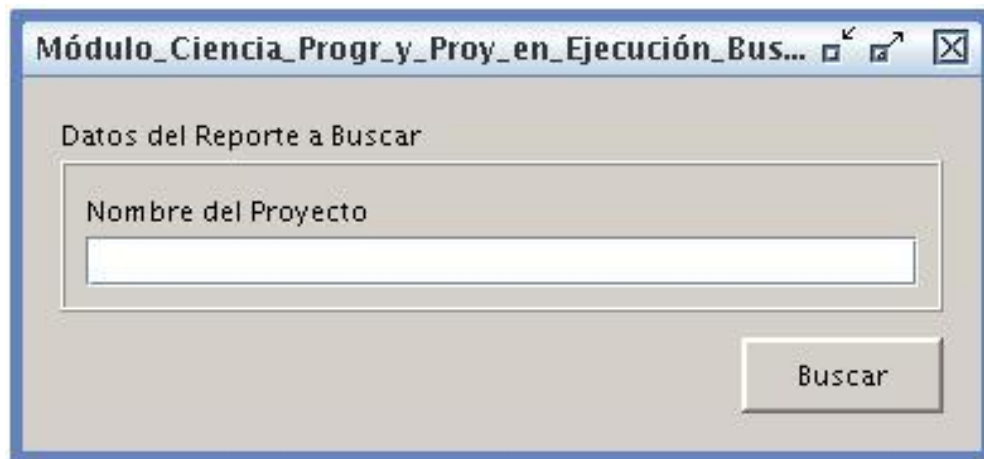 Módulo_Ciencia_Progr_y_Proy_en_Ejecución_Bus...
Datos del Reporte a Buscar
Nombre del Proyecto
Buscar